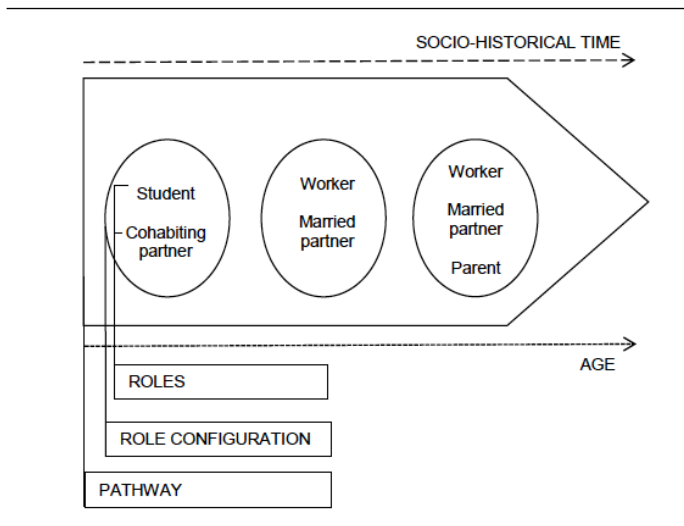 SOCIO-HISTORICAL TIME
Student
Cohabiting
partner
Worker
Married
partner
Worker
Married
partner
Parent
AGE
ROLES
ROLE CONFIGURATION
PATHWAY